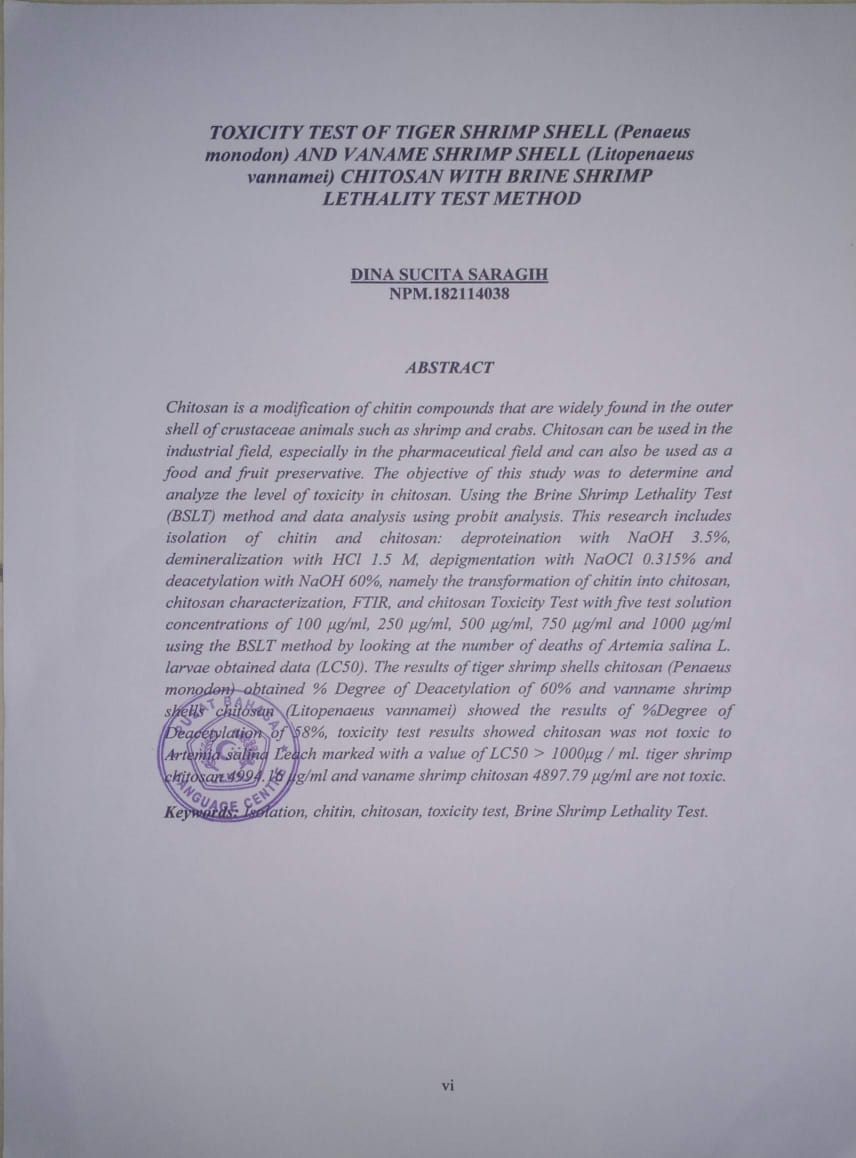 TOXICITY TEST OF TIGER SHRIMP SHELL (Penaeus
monodon) AND VANAME SHRIMP SHELL (Litopenaeus
vannamei) CHITOSAN WITH BRINE SHRIMP
LETHALITY TEST METHOD
DINA SUCITA SARAGIH
NPM.182114038
ABSTRACT
Chitosan is a modification of chitin compounds that are widely found in the outer
shell of crustaceae animals such as shrimp and crabs. Chitosan can be used in the
industrial field, especially in the pharmaceutical field and can also be used as a
food and fruit preservative. The objective of this study was to determine and
analyze the level of toxicity in chitosan. Using the Brine Shrimp Lethality Test
(BSLT) method and data analysis using probit analysis. This research includes
isolation of chitin and chitosan: deproteination with NaOH 3.5%,
demineralization with HCl 1.5 M, depigmentation with NaOCl 0.315% and
deacetylation with NaOH 60%, namely the transformation of chitin into chitosan,
chitosan characterization, FTIR, and chitosan Toxicity Test with five test solution
concentrations of 100 µg/ml, 250 µg/ml, 500 µg/ml, 750 µg/ml and 1000 µg/ml
using the BSLT method by looking at the number of deaths of Artemia salina L.
larvae obtained data (LC50). The results of tiger shrimp shells chitosan (Penaeus
monodon) obtained % Degree of Deacetylation of 60% and vanname shrimp
shells chitosan (Litopenaeus vannamei) showed the results of %Degree of
Deacetylation of 58%, toxicity test results showed chitosan was not toxic to
Artemia salina Leach marked with a value of LC50 > 1000µg / ml. tiger shrimp
chitosan 4994.16 µg/ml and vaname shrimp chitosan 4897.79 µg/ml are not toxic.
Keywords: Isolation, chitin, chitosan, toxicity test, Brine Shrimp Lethality Test.
PUSAT BAHASA
LANGUAGE CENTER
vi